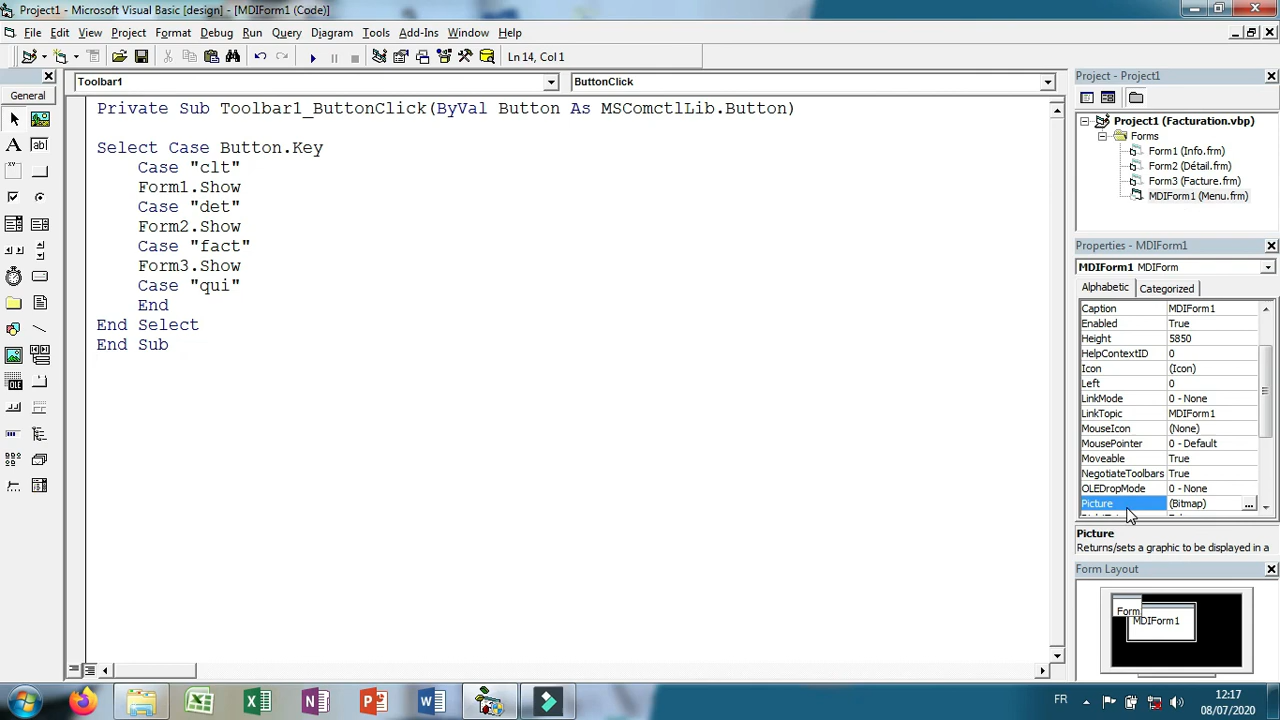 Project1 - Microsoft Visual Basic [design] - [MDIForm1 (Code)]
File Edit View Project Format Debug Run Query Diagram Tools Add-Ins Window Help
Ln 14, Col 1
General
Toolbar1 ButtonClick
Private Sub Toolbar1_ButtonClick(ByVal Button As MSComctlLib.Button)
Select Case Button.Key
Case "clt"
Form1.Show
Case "det"
Form2.Show
Case "fact"
Form3.Show
Case "qui"
End
End Select
End Sub
Project - Project1
Project1 (Facturation.vbp)
Forms
Form1 (Info.frm)
Form2 (Détail.frm)
Form3 (Facture.frm)
MDIForm1 (Menu.frm)
Properties - MDIForm1
MDIForm1 MDIForm
Alphabetic Categorized
Caption MDIForm1
Enabled True
Height 5850
HelpContextID 0
Icon (Icon)
Left 0
LinkMode 0 - None
LinkTopic MDIForm1
MouseIcon (None)
MousePointer 0 - Default
Moveable True
NegotiateToolbars True
OLEDropMode 0 - None
Picture (Bitmap) ...
Picture
Returns/sets a graphic to be displayed in a
Form Layout
Form
MDIForm1
FR
12:17
08/07/2020